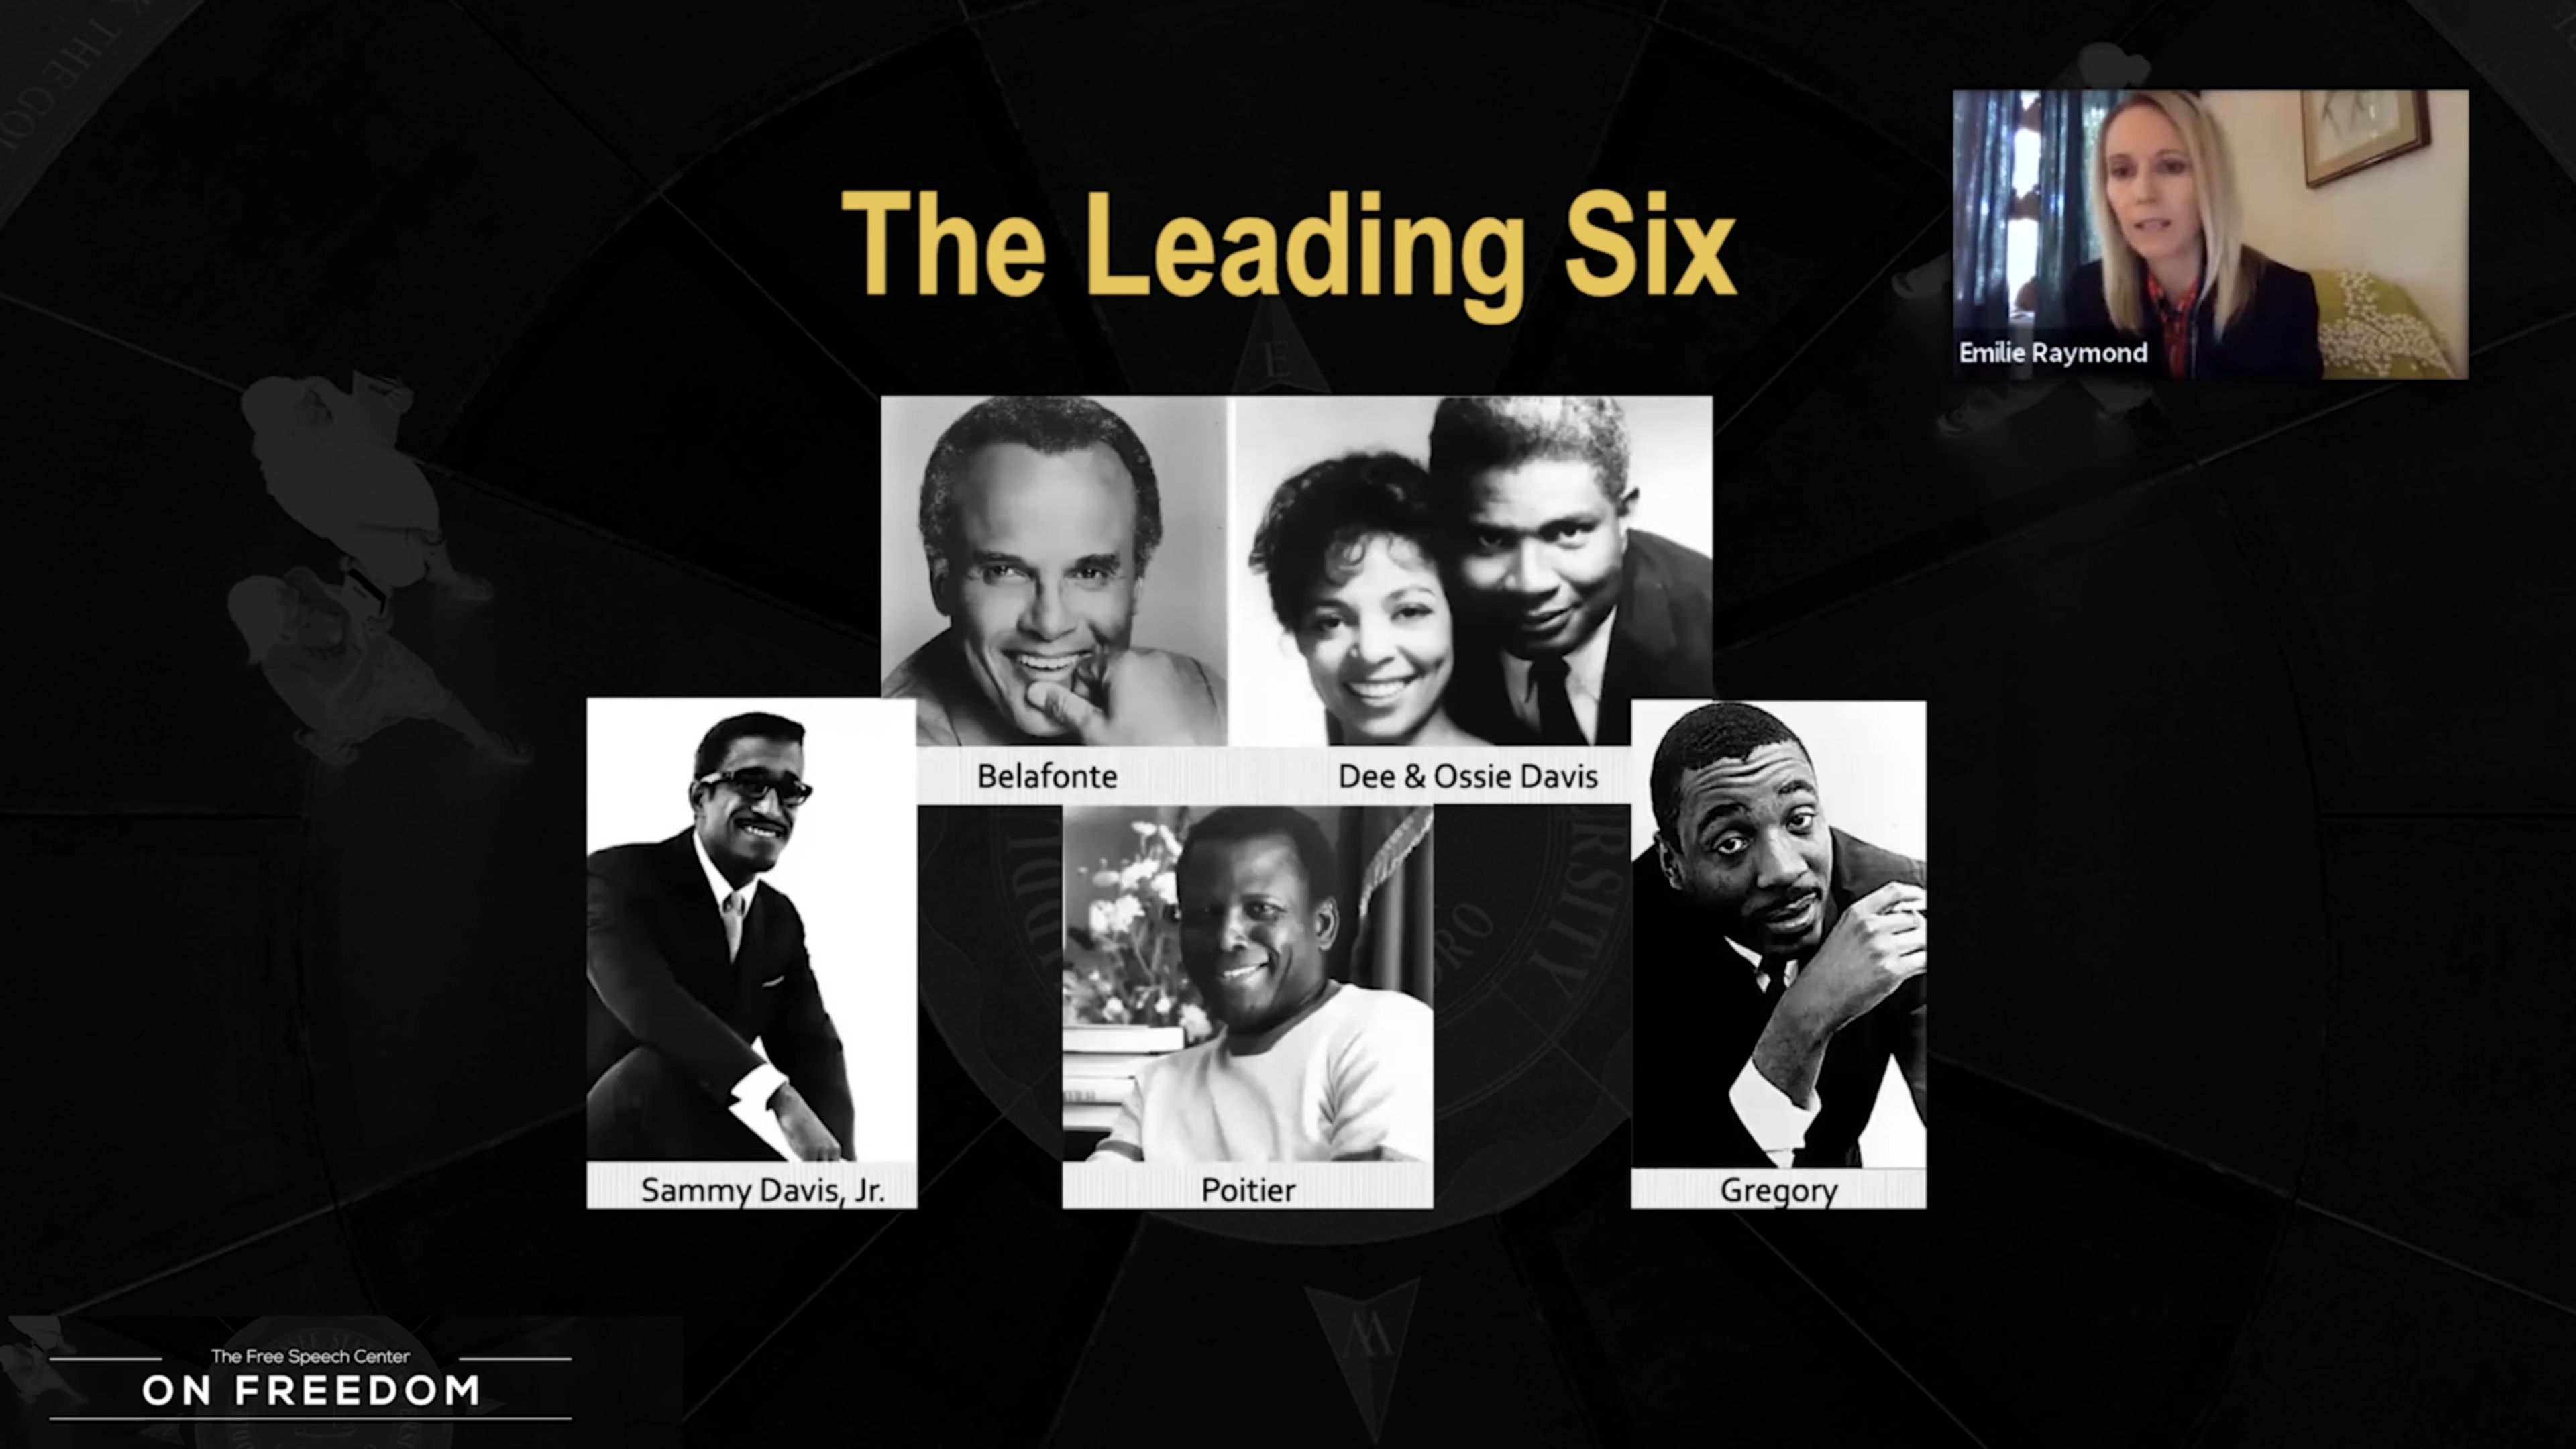 The Leading Six
Emilie Raymond
E
Belafonte
Dee & Ossie Davis
Sammy Davis, Jr.
Poitier
Gregory
W
The Free Speech Center
ON FREEDOM